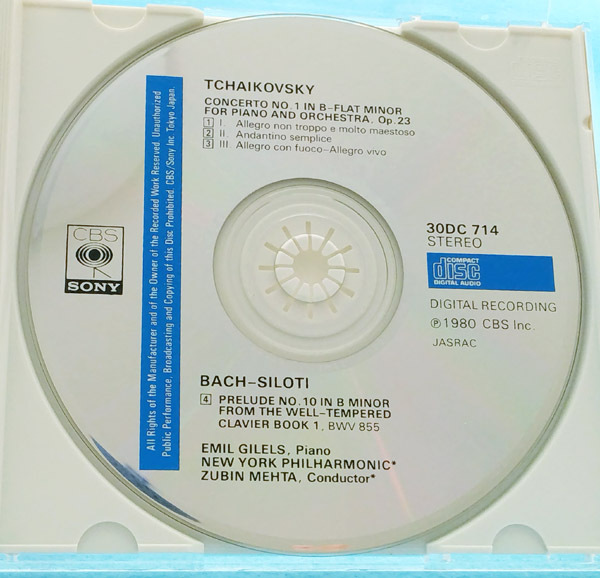 TCHAIKOVSKY
CONCERTO NO. 1 IN B-FLAT MINOR
FOR PIANO AND ORCHESTRA, Op. 23
1 I. Allegro non troppo e molto maestoso
2 II. Andantino semplice
3 III. Allegro con fuoco-Allegro vivo
All Rights of the Manufacturer and of the Owner of the Recorded Work Reserved. Unauthorized
Public Performance, Broadcasting and Copying of this Disc Prohibited. CBS/Sony Inc. Tokyo Japan.
CBS
SONY
30DC 714
STEREO
COMPACT
disc
DIGITAL AUDIO
DIGITAL RECORDING
℗ 1980 CBS Inc.
JASRAC
BACH-SILOTI
4 PRELUDE NO. 10 IN B MINOR
FROM THE WELL-TEMPERED
CLAVIER BOOK 1, BWV 855
EMIL GILELS, Piano
NEW YORK PHILHARMONIC*
ZUBIN MEHTA, Conductor*